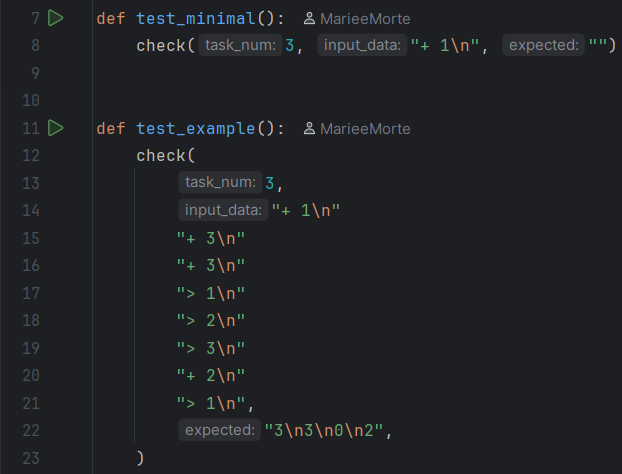 7 def test_minimal(): MarieeMorte
8 check( task_num: 3, input_data: "+ 1\n", expected: "")
9
10
11 def test_example(): MarieeMorte
12 check(
13 task_num: 3,
14 input_data: "+ 1\n"
15 "+ 3\n"
16 "+ 3\n"
17 "> 1\n"
18 "> 2\n"
19 "> 3\n"
20 "+ 2\n"
21 "> 1\n",
22 expected: "3\n3\n0\n2",
23 )